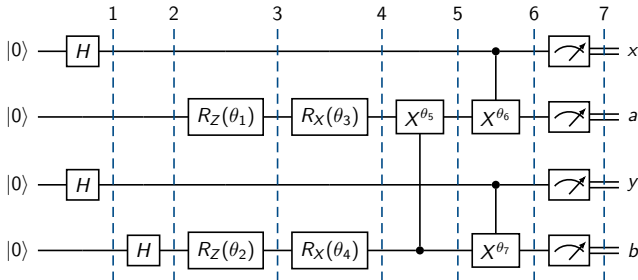 1 2 3 4 5 6 7
|0⟩ H x
|0⟩ R_Z(θ_1) R_X(θ_3) X^{θ_5} X^{θ_6} a
|0⟩ H y
|0⟩ H R_Z(θ_2) R_X(θ_4) X^{θ_7} b